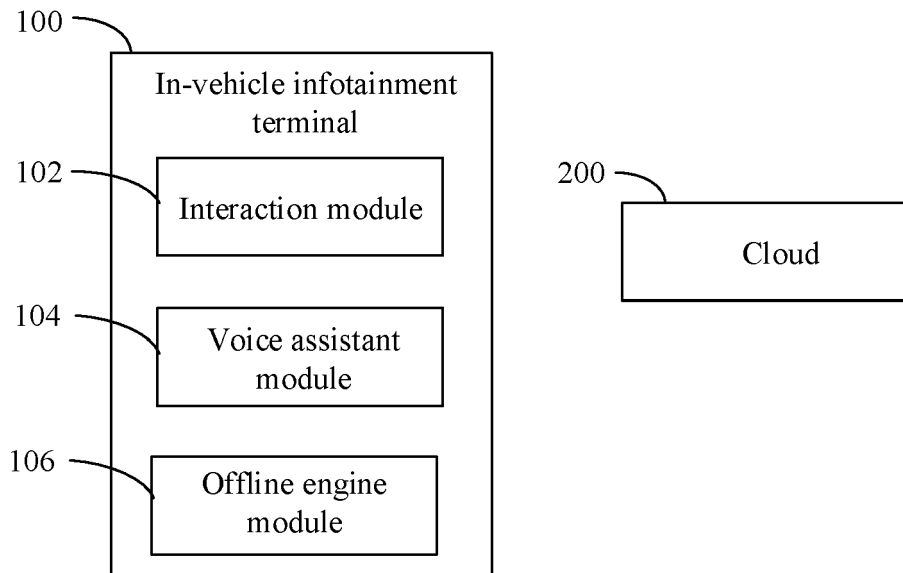 100
In-vehicle infotainment
terminal
102
Interaction module
200
Cloud
104
Voice assistant
module
106
Offline engine
module